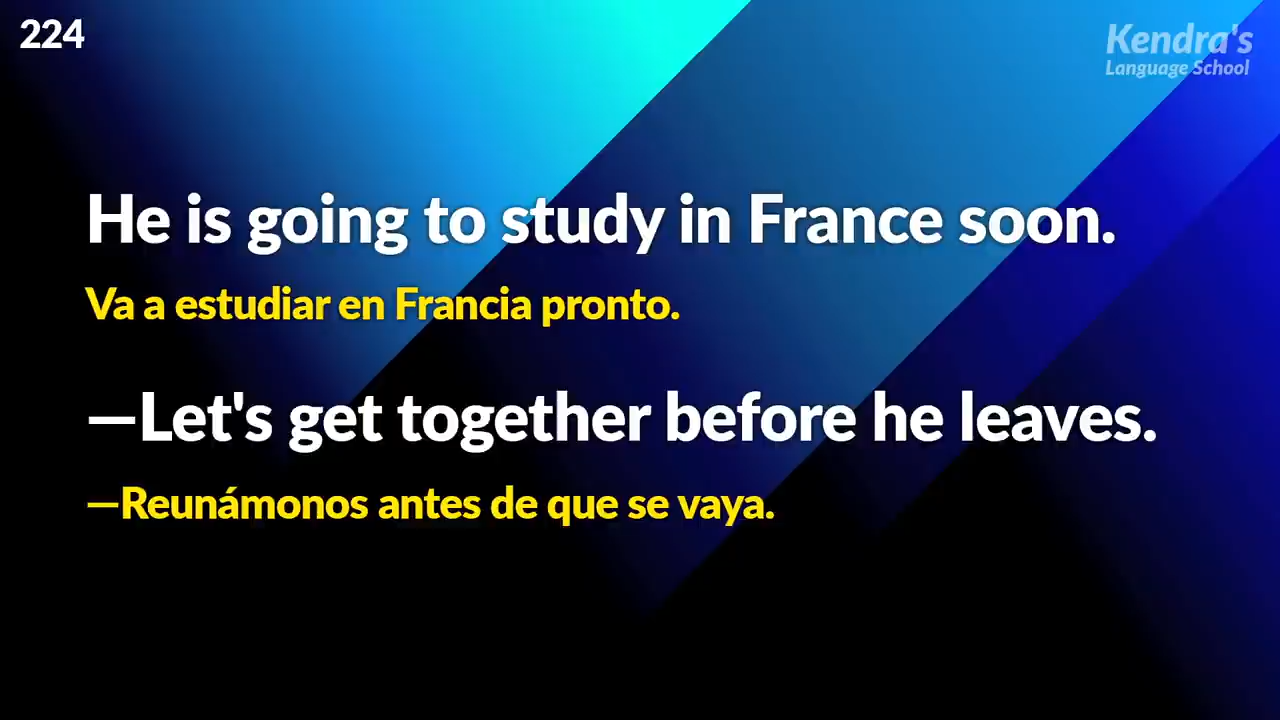 224
Kendra's
Language School
He is going to study in France soon.
Va a estudiar en Francia pronto.
—Let's get together before he leaves.
—Reunámonos antes de que se vaya.